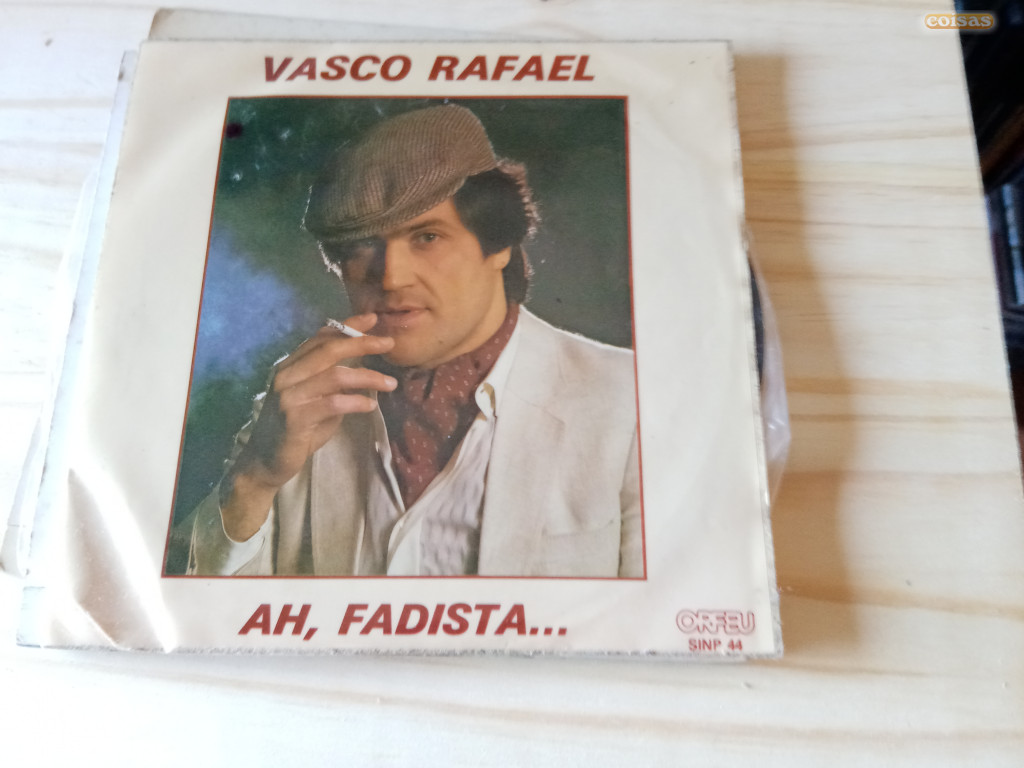 coisas
VASCO RAFAEL
AH, FADISTA...
ORFEU
SINP 44